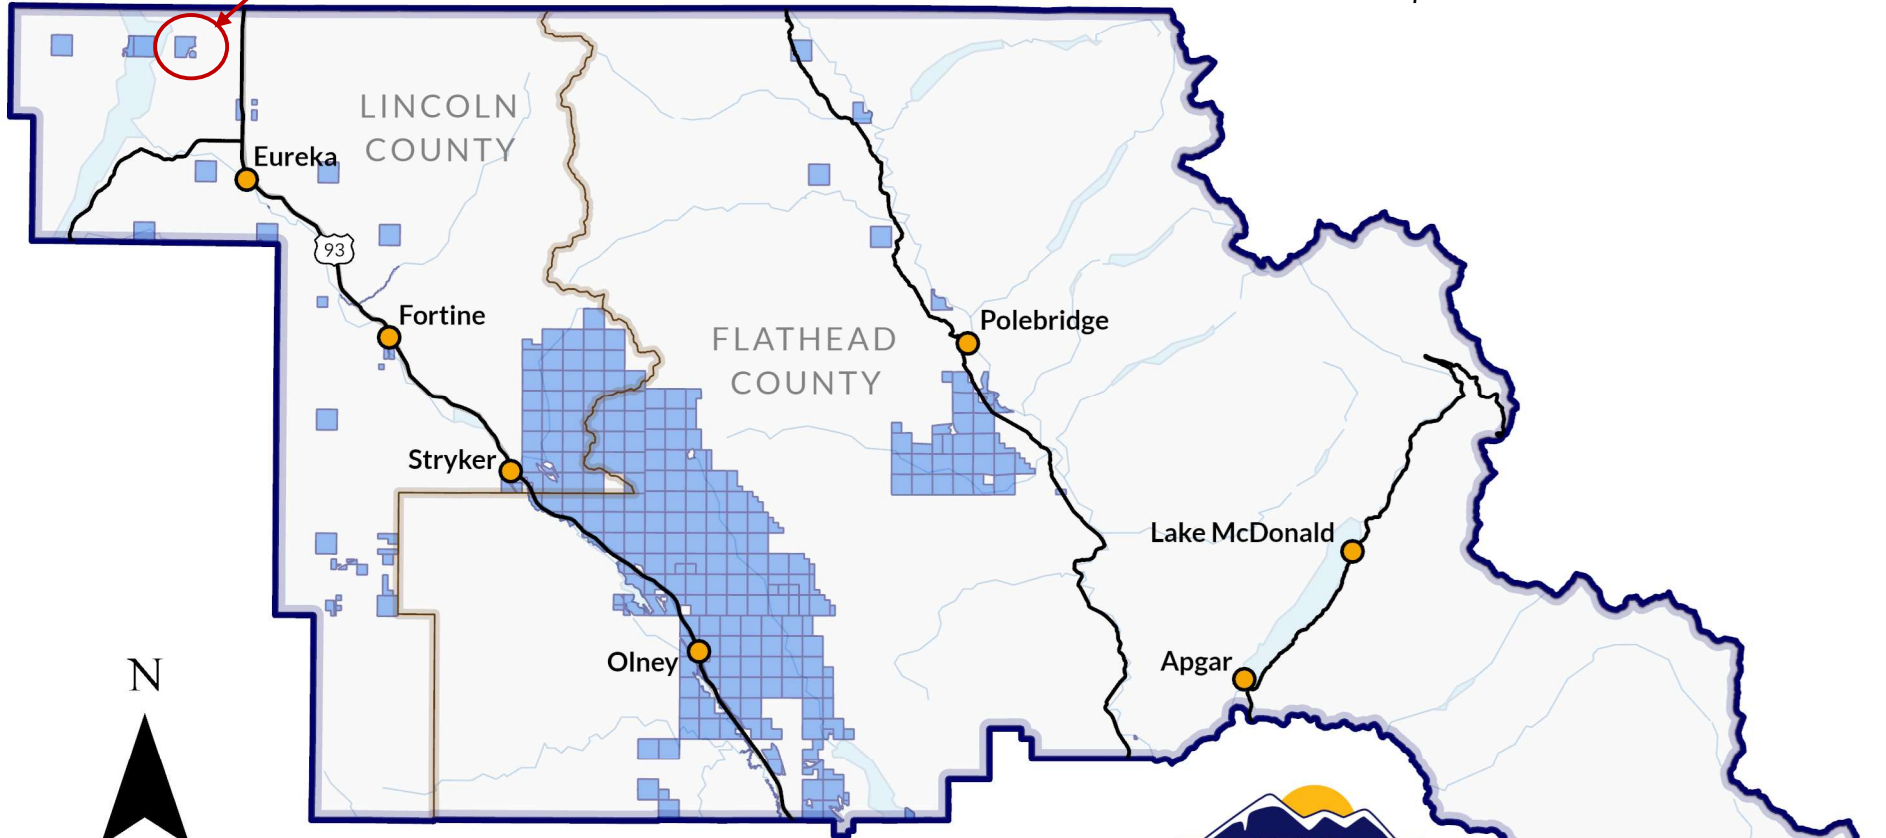 LINCOLN
COUNTY
Eureka
93
Fortine
Polebridge
FLATHEAD
COUNTY
Stryker
Lake McDonald
Olney
Apgar
N